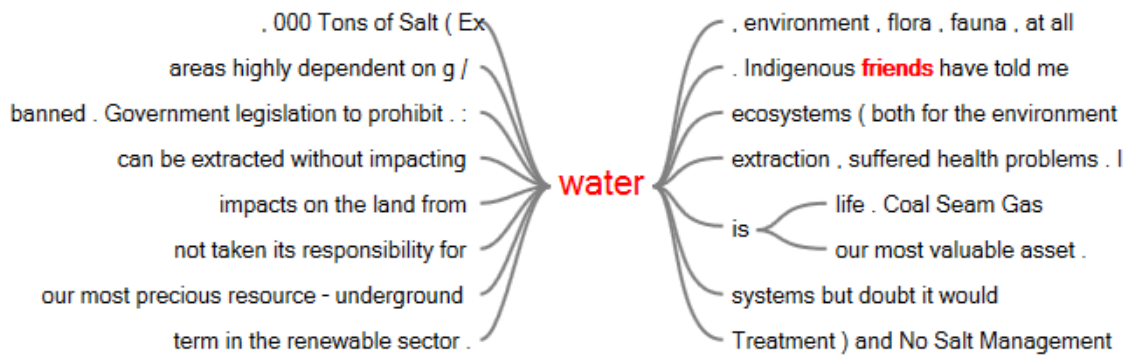 , 000 Tons of Salt ( Ex
areas highly dependent on g /
banned . Government legislation to prohibit . :
can be extracted without impacting
impacts on the land from
not taken its responsibility for
our most precious resource - underground
term in the renewable sector .
water
, environment , flora , fauna , at all
. Indigenous friends have told me
ecosystems ( both for the environment
extraction , suffered health problems . I
is
life . Coal Seam Gas
our most valuable asset .
systems but doubt it would
Treatment ) and No Salt Management